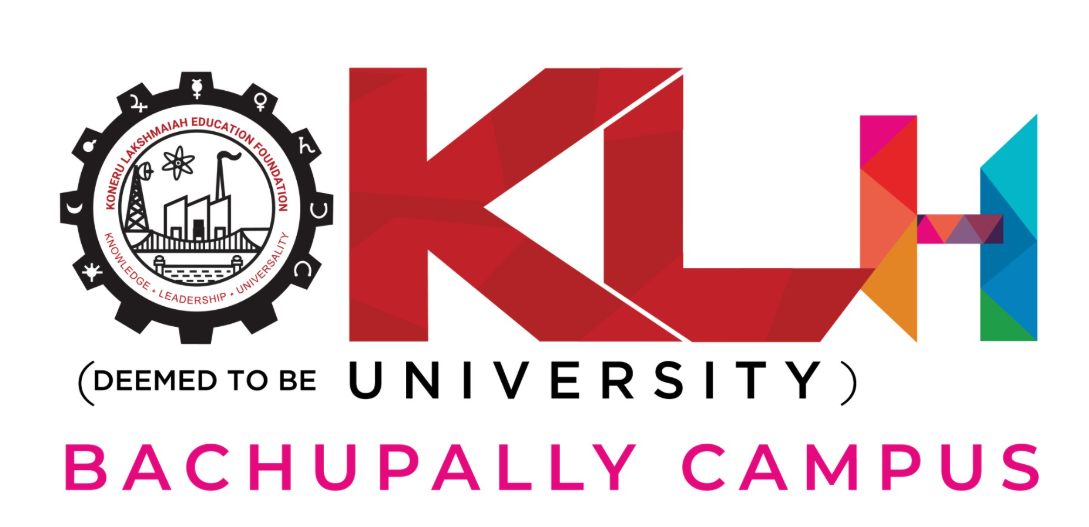 KONERU LAKSHMAIAH EDUCATION FOUNDATION
KNOWLEDGE • LEADERSHIP • UNIVERSALITY
KLH
(DEEMED TO BE UNIVERSITY)
BACHUPALLY CAMPUS